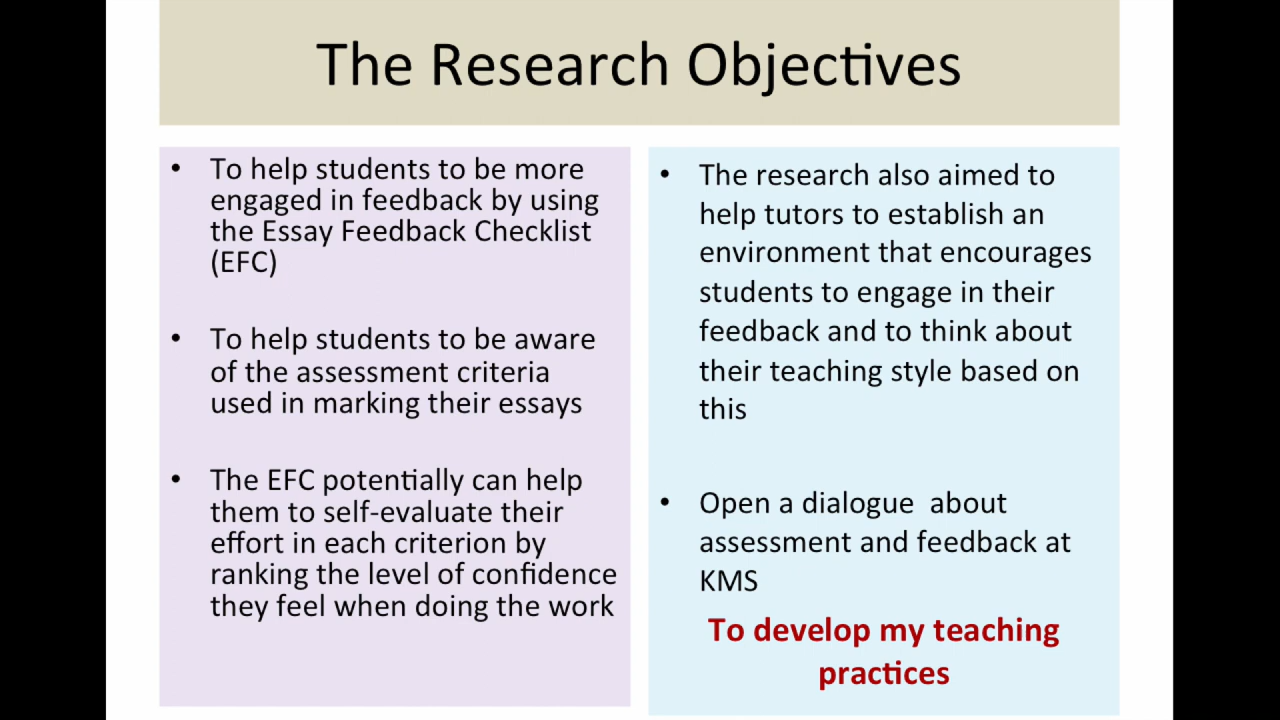 The Research Objectives
• To help students to be more
engaged in feedback by using
the Essay Feedback Checklist
(EFC)
• To help students to be aware
of the assessment criteria
used in marking their essays
• The EFC potentially can help
them to self-evaluate their
effort in each criterion by
ranking the level of confidence
they feel when doing the work
• The research also aimed to
help tutors to establish an
environment that encourages
students to engage in their
feedback and to think about
their teaching style based on
this
• Open a dialogue  about
assessment and feedback at
KMS
To develop my teaching
practices